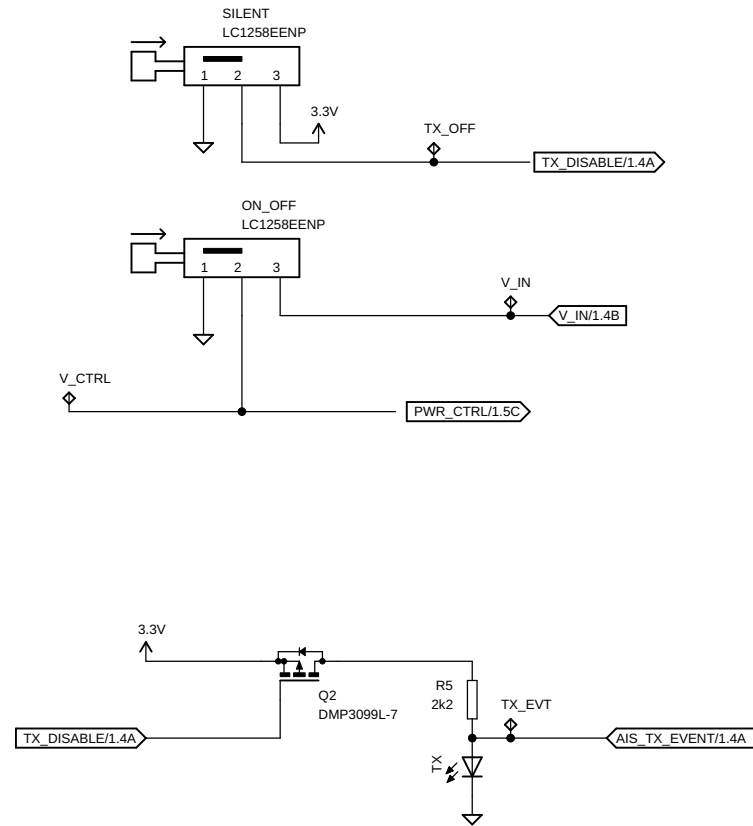 SILENT
LC1258EENP
1 2 3
3.3V
TX_OFF
TX_DISABLE/1.4A
ON_OFF
LC1258EENP
1 2 3
V_IN
V_IN/1.4B
V_CTRL
PWR_CTRL/1.5C
3.3V
Q2
DMP3099L-7
TX_DISABLE/1.4A
R5
2k2
TX_EVT
AIS_TX_EVENT/1.4A
TX